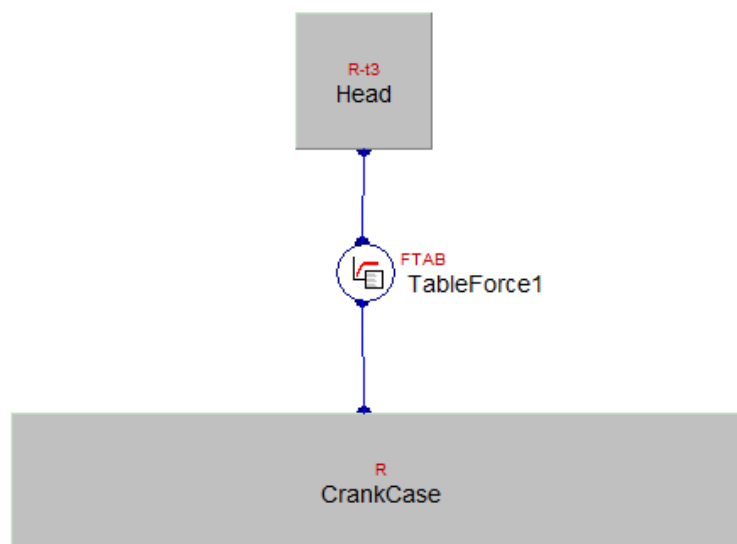 R-t3
Head
FTAB
TableForce1
R
CrankCase